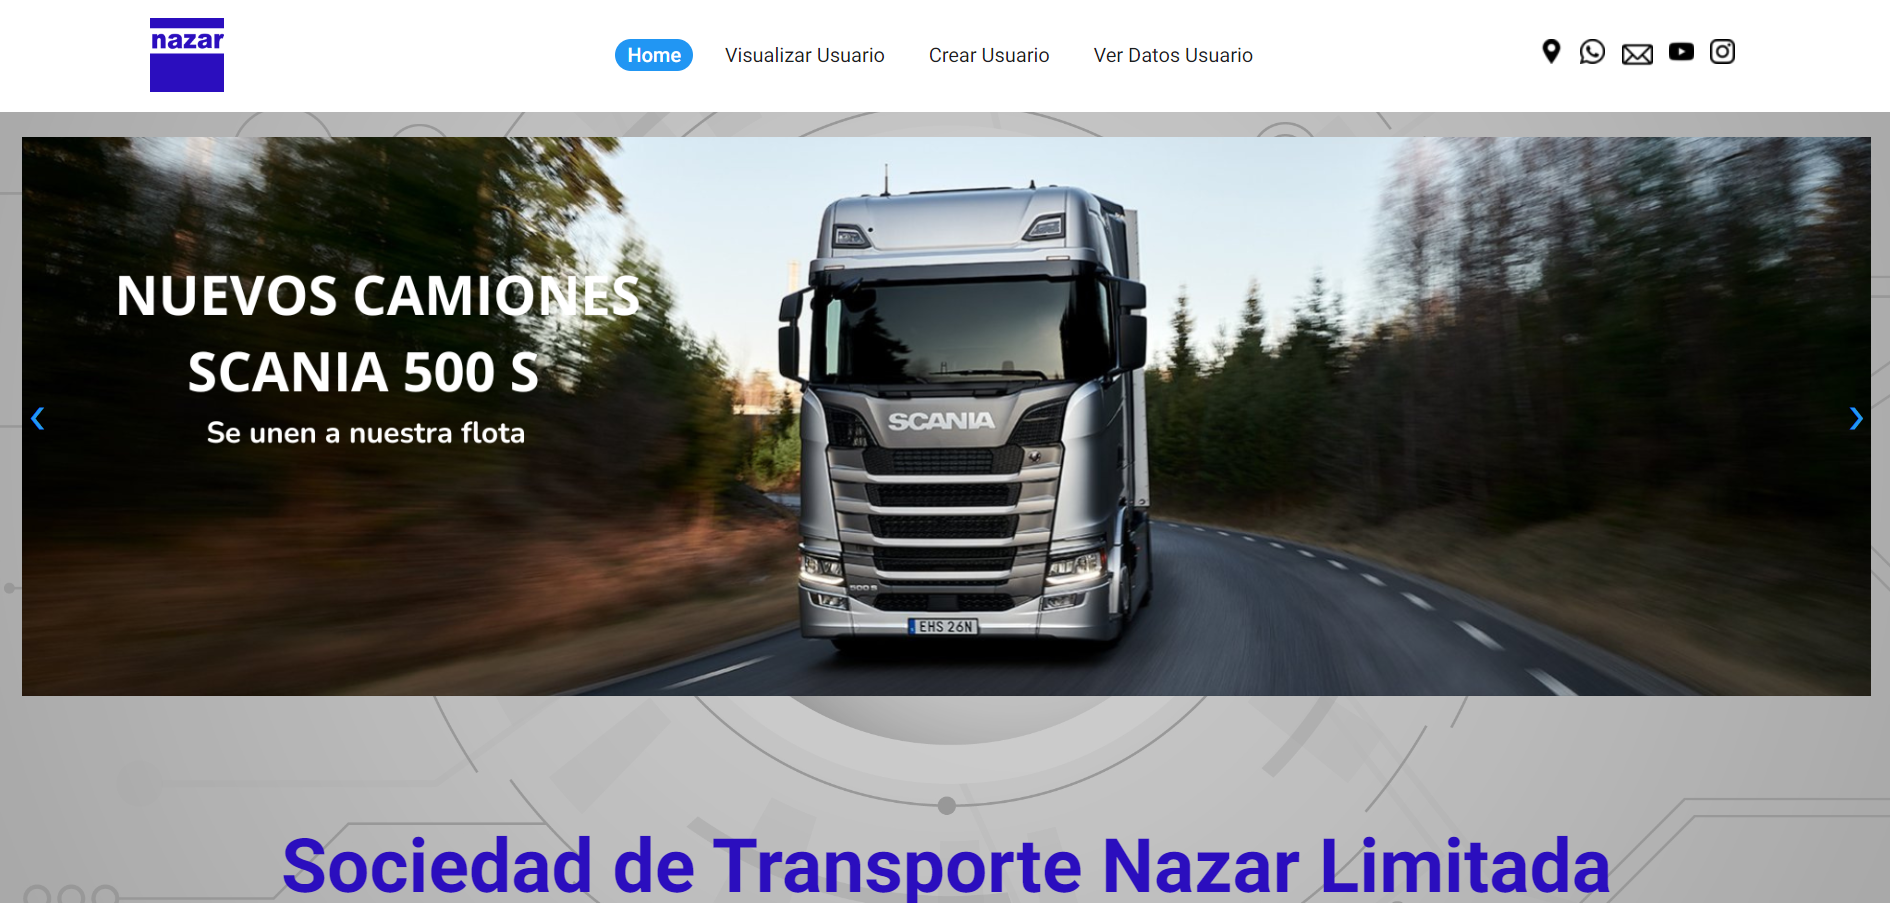 nazar
Home Visualizar Usuario Crear Usuario Ver Datos Usuario
NUEVOS CAMIONES
SCANIA 500 S
Se unen a nuestra flota
SCANIA
500 S
EHS 26N
Sociedad de Transporte Nazar Limitada